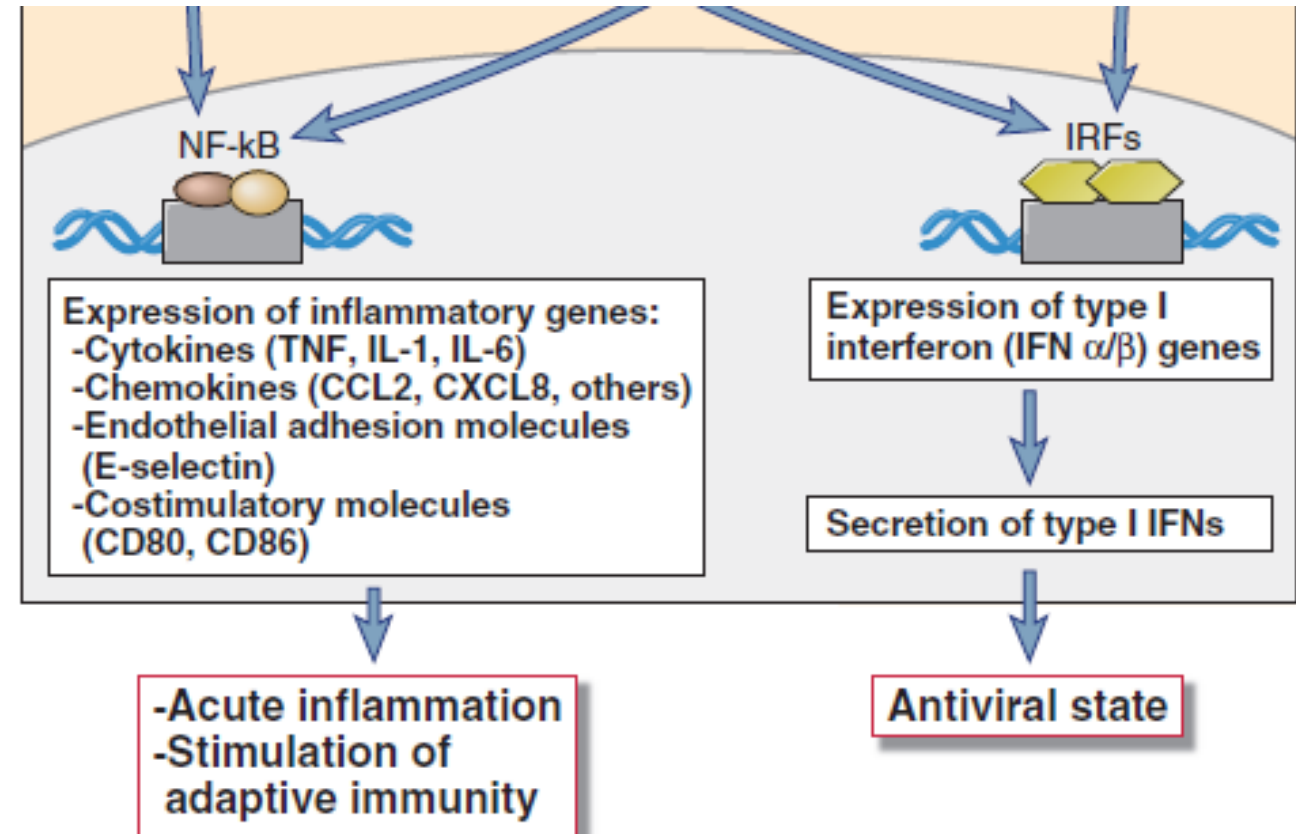 NF-kB
Expression of inflammatory genes:
-Cytokines (TNF, IL-1, IL-6)
-Chemokines (CCL2, CXCL8, others)
-Endothelial adhesion molecules
(E-selectin)
-Costimulatory molecules
(CD80, CD86)
-Acute inflammation
-Stimulation of
adaptive immunity
IRFs
Expression of type I
interferon (IFN α/β) genes
Secretion of type I IFNs
Antiviral state